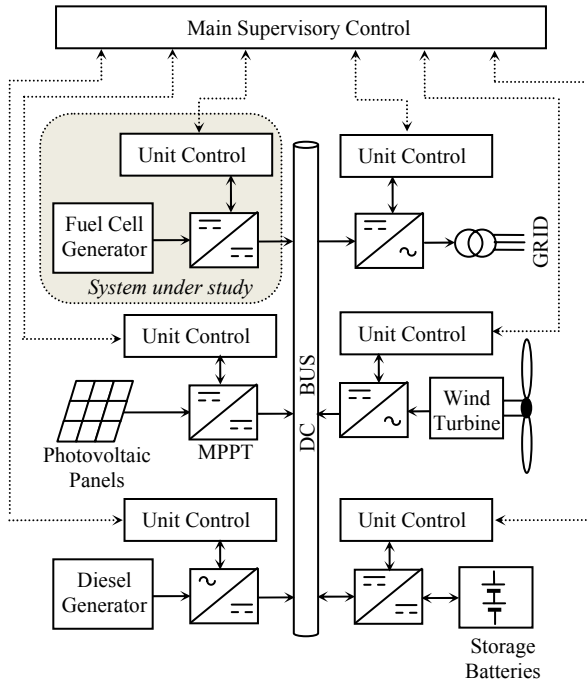 Main Supervisory Control
Unit Control
Unit Control
Fuel Cell
Generator
GRID
System under study
Unit Control
Unit Control
DC BUS
Wind
Turbine
MPPT
Photovoltaic
Panels
Unit Control
Unit Control
Diesel
Generator
Storage
Batteries